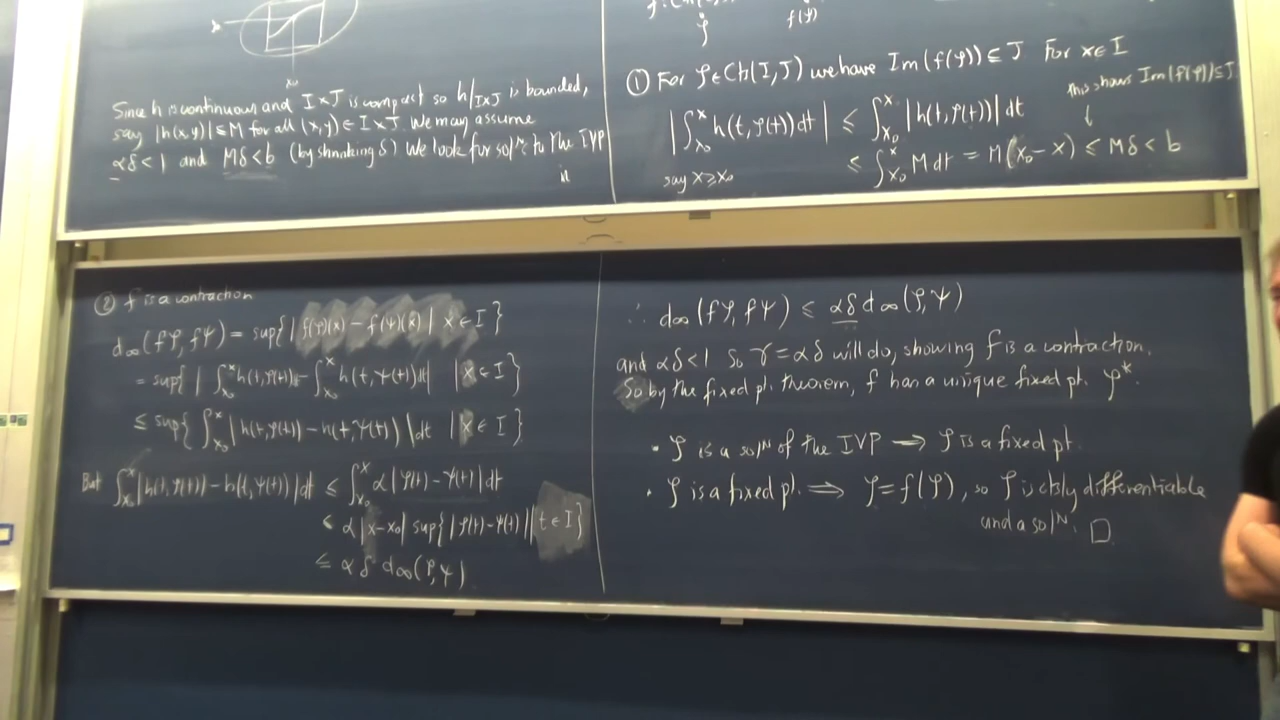 x₀
Since h is continuous and I×J is compact so h|_{I×J} is bounded,
say |h(x,y)| ≤ M for all (x,y) ∈ I×J. We may assume
αδ < 1 and Mδ < b (by shrinking δ) We look for solⁿ to the IVP
f(φ)
① For φ ∈ Cts(I,J) we have Im(f(φ)) ⊆ J For x ∈ I
this shows Im(f(φ)) ⊆ J
|∫_{x₀}^{x} h(t,φ(t))dt| ≤ ∫_{x₀}^{x} |h(t,φ(t))| dt
≤ ∫_{x₀}^{x} M dt = M(x₀ - x) ≤ Mδ < b
say x ≥ x₀
② f is a contraction
d∞(fφ, fψ) = sup{ | f(φ)(x) - f(ψ)(x) | x ∈ I }
= sup{ | ∫_{x₀}^{x} h(t,φ(t)) - ∫_{x₀}^{x} h(t,ψ(t))dt | | x ∈ I }
≤ sup{ ∫_{x₀}^{x} | h(t,φ(t)) - h(t,ψ(t)) | dt | x ∈ I }
But ∫_{x₀}^{x} | h(t,φ(t)) - h(t,ψ(t)) | dt ≤ ∫_{x₀}^{x} α | φ(t) - ψ(t) | dt
≤ α |x - x₀| sup{ | φ(t) - ψ(t) | | t ∈ I }
≤ α δ d∞(φ,ψ)
∴ d∞(fφ, fψ) ≤ αδ d∞(φ,ψ)
and αδ < 1 so γ = αδ will do, showing f is a contraction.
So by the fixed pt. theorem, f has a unique fixed pt. φ*.
• φ is a solᴺ of the IVP ⟹ φ is a fixed pt.
• φ is a fixed pt. ⟹ φ = f(φ), so φ is ctsly differentiable
and a solᴺ. □